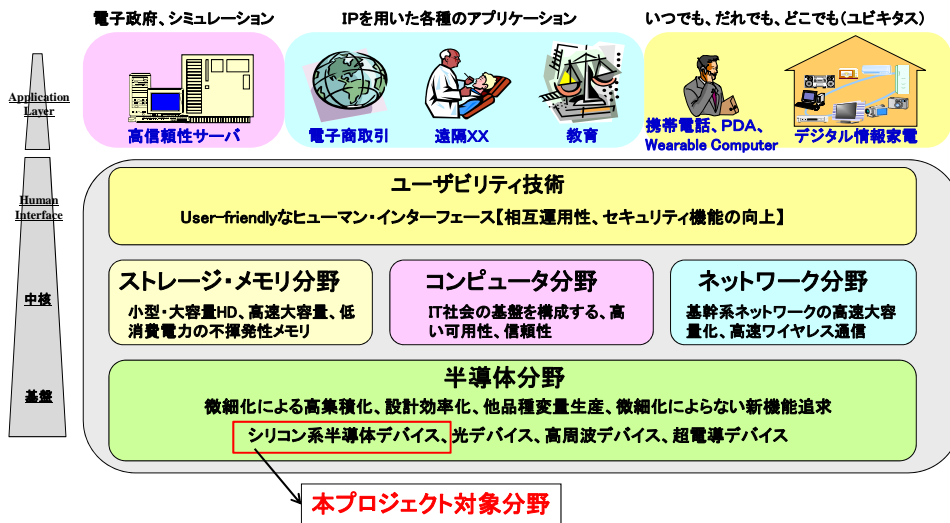 電子政府、シミュレーション
IPを用いた各種のアプリケーション
いつでも、だれでも、どこでも(ユビキタス)
Application
Layer
高信頼性サーバ
電子商取引
遠隔XX
教育
携帯電話、PDA、
Wearable Computer
デジタル情報家電
Human
Interface
ユーザビリティ技術
User-friendlyなヒューマン・インターフェース【相互運用性、セキュリティ機能の向上】
中核
ストレージ・メモリ分野
小型・大容量HD、高速大容量、低
消費電力の不揮発性メモリ
コンピュータ分野
IT社会の基盤を構成する、高
い可用性、信頼性
ネットワーク分野
基幹系ネットワークの高速大容
量化、高速ワイヤレス通信
基盤
半導体分野
微細化による高集積化、設計効率化、他品種変量生産、微細化によらない新機能追求
シリコン系半導体デバイス、光デバイス、高周波デバイス、超電導デバイス
本プロジェクト対象分野